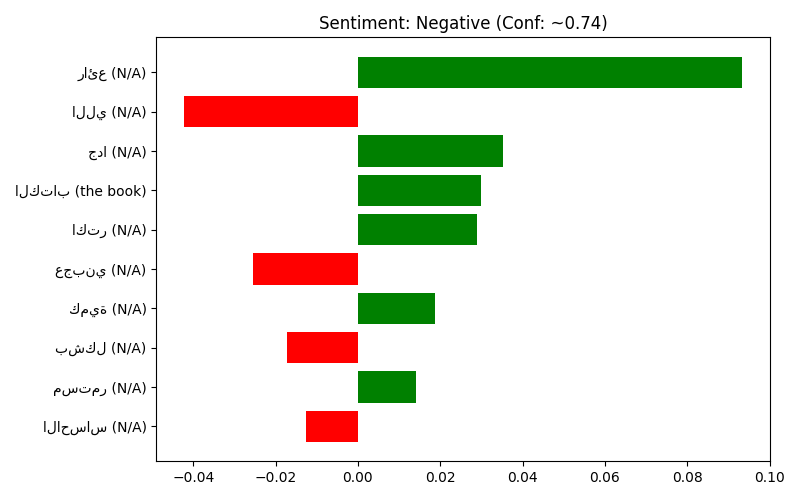 Sentiment: Negative (Conf: ~0.74)
رائع (N/A)
اللي (N/A)
جدا (N/A)
الكتاب (the book)
اكتر (N/A)
عجبني (N/A)
كمية (N/A)
بشكل (N/A)
مستمر (N/A)
الاحساس (N/A)
−0.04 −0.02 0.00 0.02 0.04 0.06 0.08 0.10